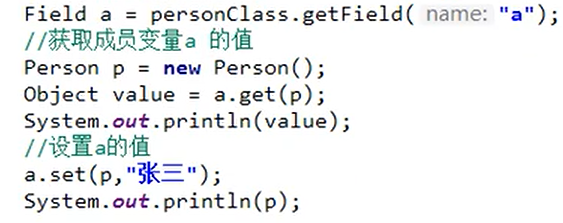 Field a = personClass.getField( name: "a");
//获取成员变量a 的值
Person p = new Person();
Object value = a.get(p);
System.out.println(value);
//设置a的值
a.set(p,"张三");
System.out.println(p);